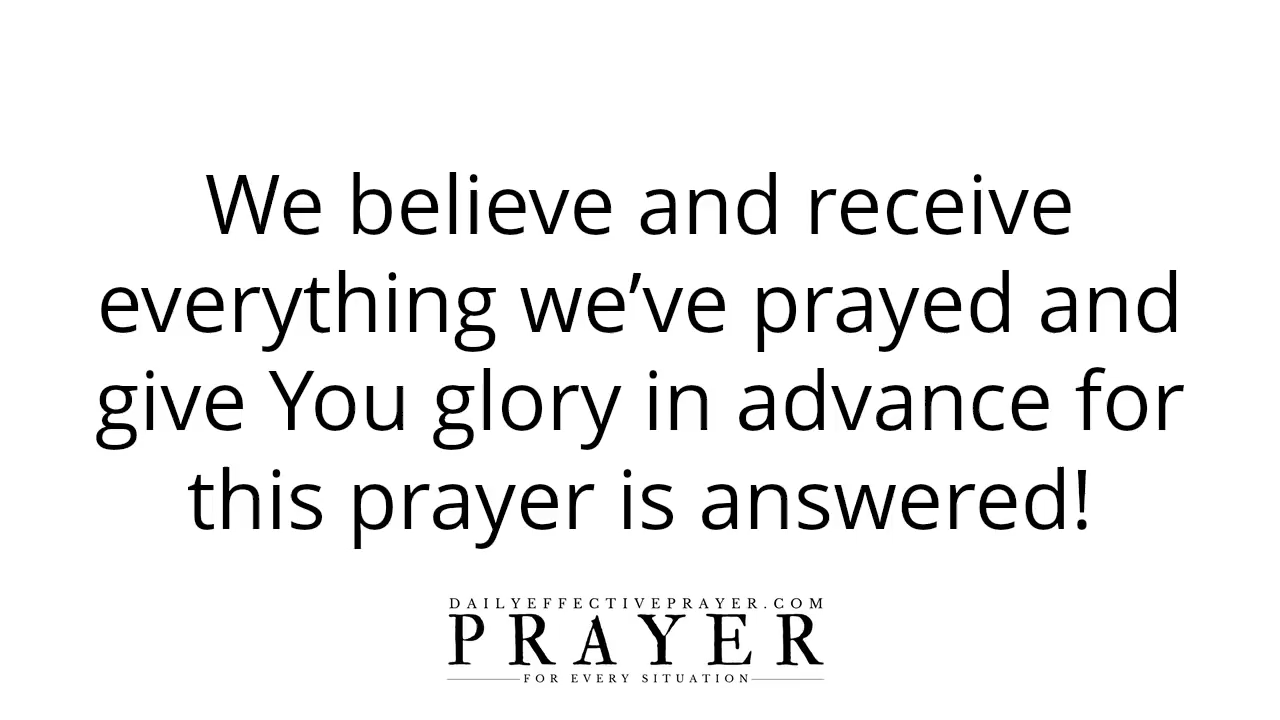 We believe and receive
everything we’ve prayed and
give You glory in advance for
this prayer is answered!
DAILYEFFECTIVEPRAYER.COM
PRAYER
FOR EVERY SITUATION